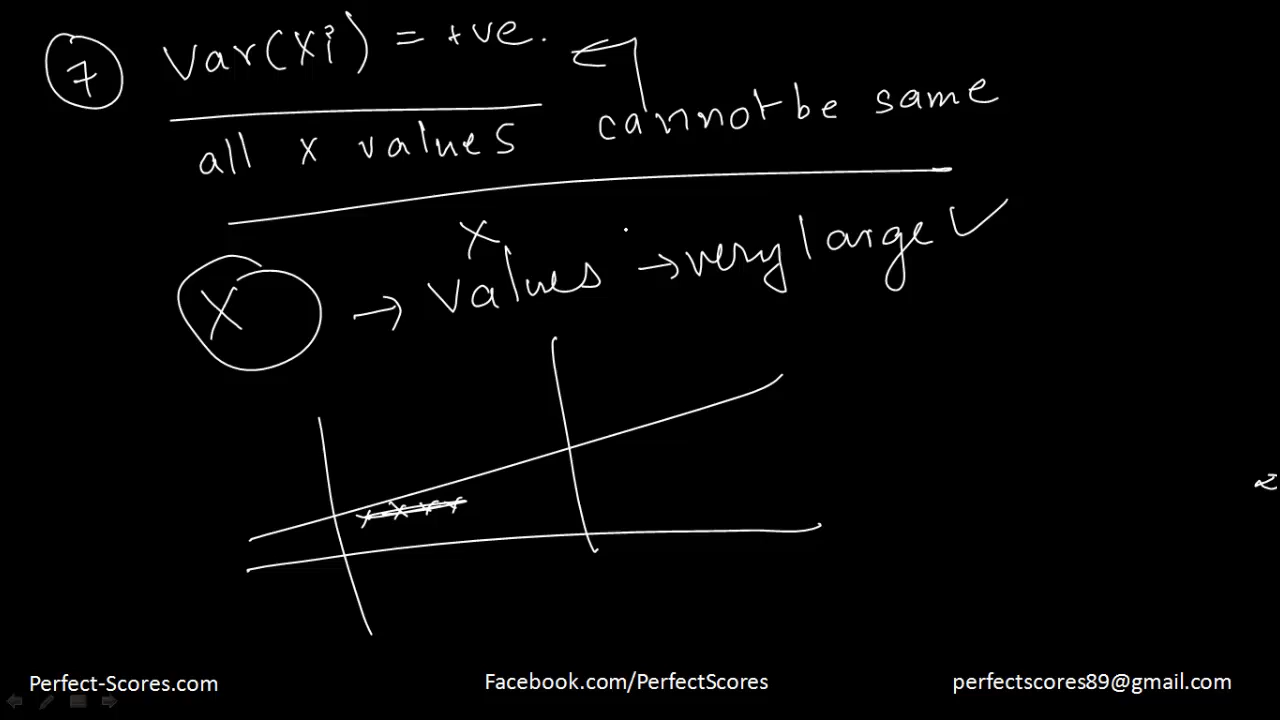 7 Var(Xi) = +ve.
all x values cannot be same
X
X → values → very large ✓
x x x x
Perfect-Scores.com Facebook.com/PerfectScores perfectscores89@gmail.com